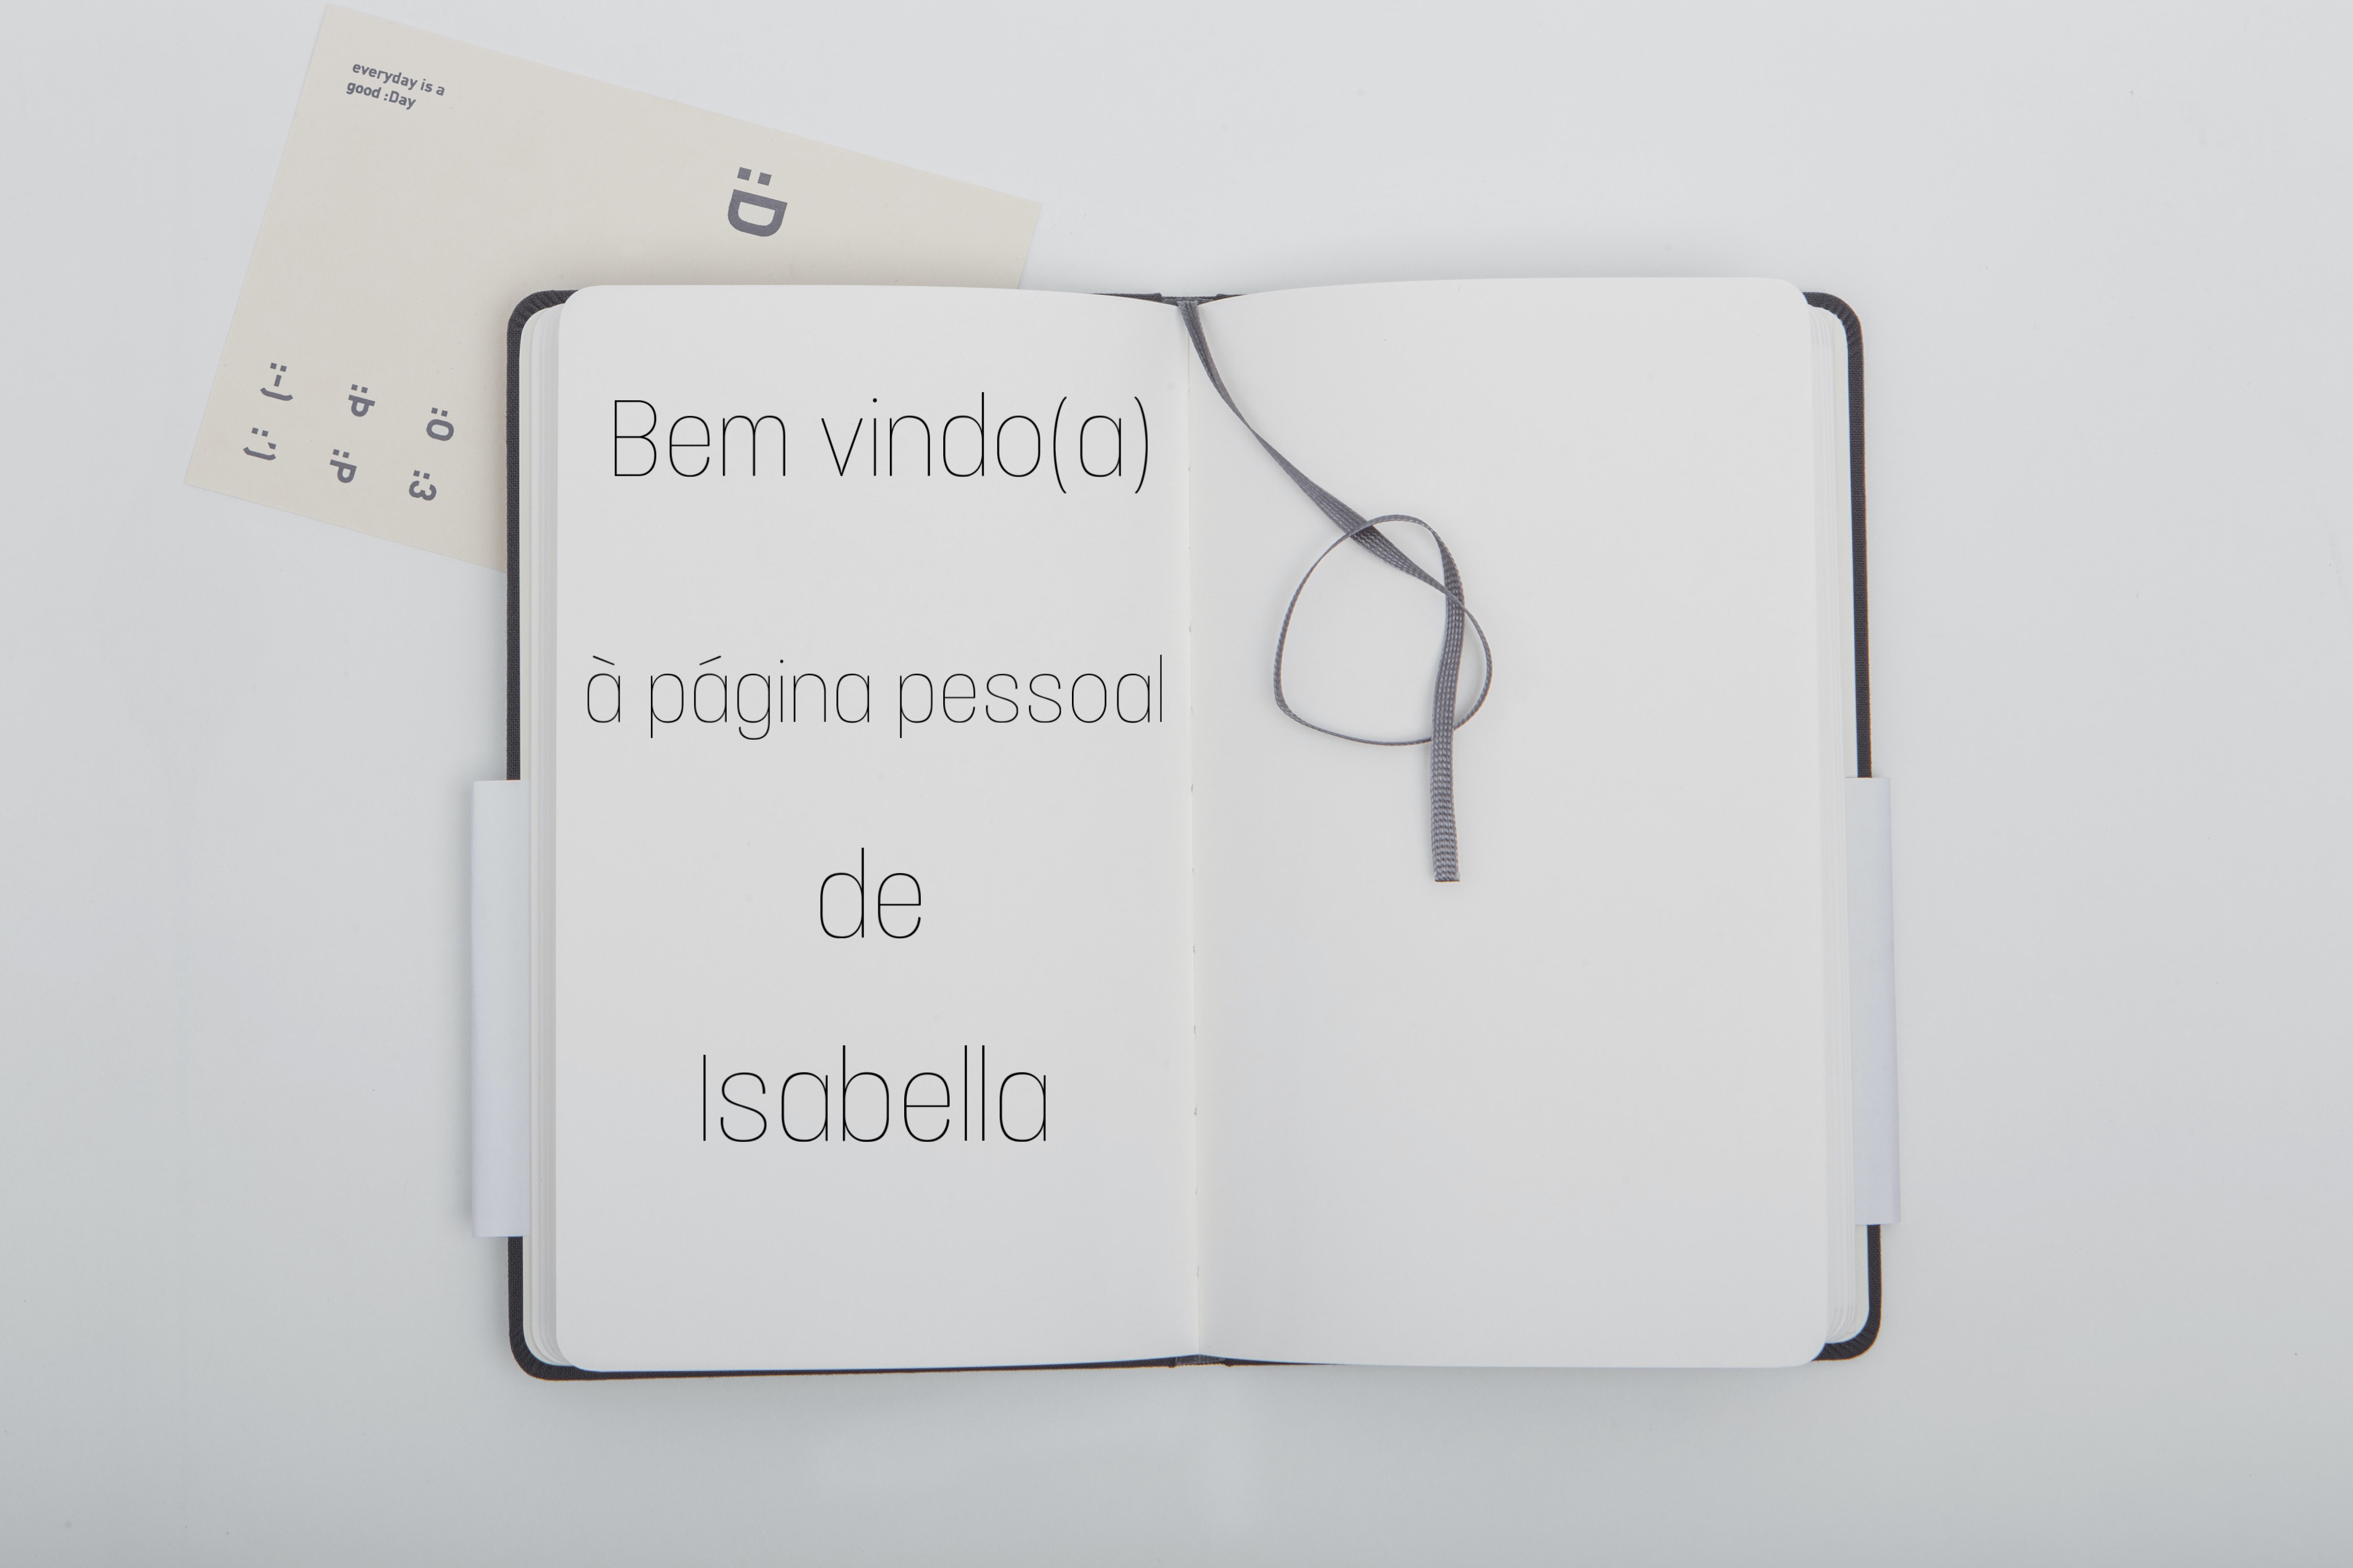 everyday is a
good :Day
:D
:-) :q :O
:') :P :3
Bem vindo(a)
à página pessoal
de
Isabella